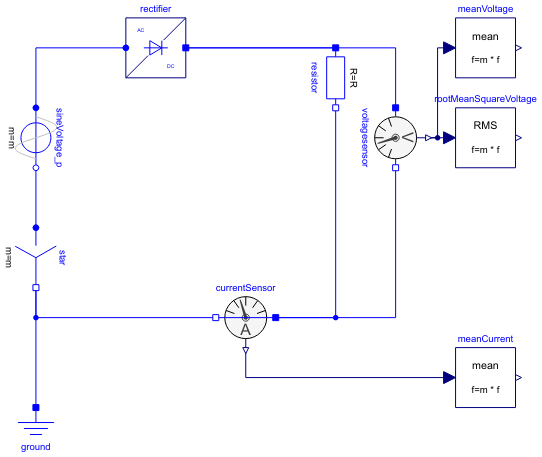 rectifier
AC
DC
meanVoltage
mean
f=m * f
resistor
R=R
rootMeanSquareVoltage
RMS
f=m * f
sineVoltage_p
m=m
voltagesensor
V
star
m=m
currentSensor
A
meanCurrent
mean
f=m * f
ground